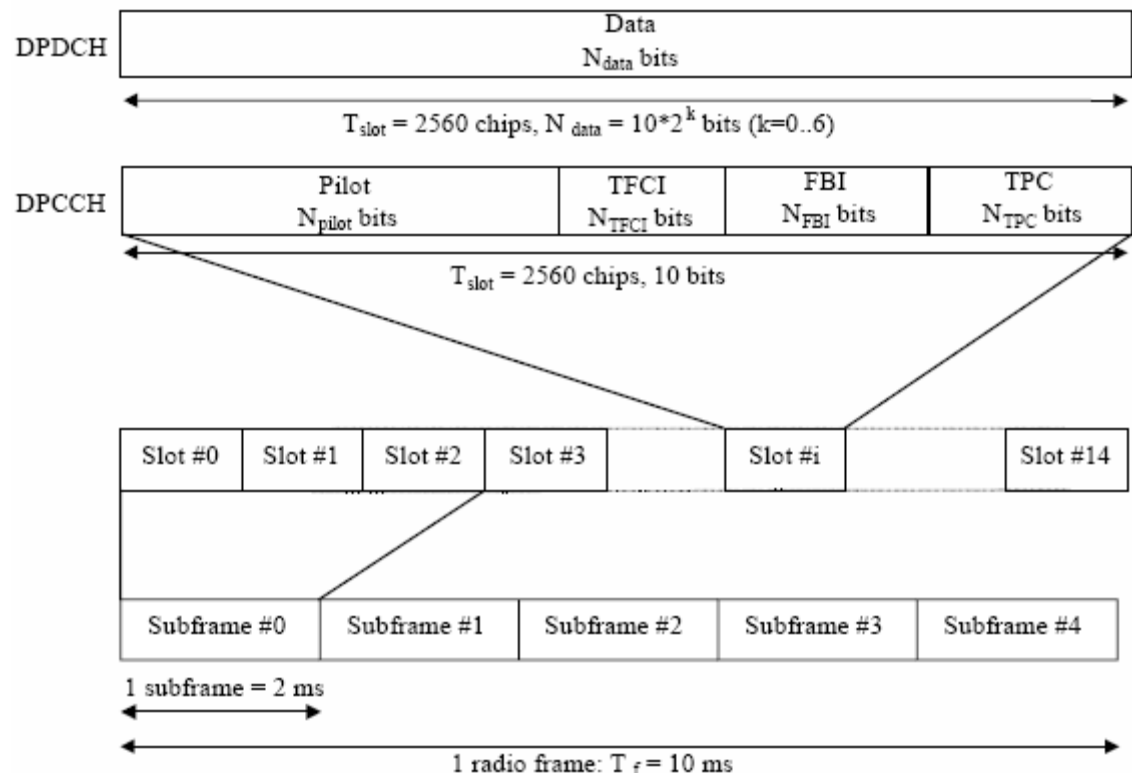 DPDCH
Data
N_data bits
T_slot = 2560 chips, N_data = 10*2^k bits (k=0..6)
DPCCH
Pilot
N_pilot bits
TFCI
N_TFCI bits
FBI
N_FBI bits
TPC
N_TPC bits
T_slot = 2560 chips, 10 bits
Slot #0
Slot #1
Slot #2
Slot #3
Slot #i
Slot #14
Subframe #0
Subframe #1
Subframe #2
Subframe #3
Subframe #4
1 subframe = 2 ms
1 radio frame: T_f = 10 ms